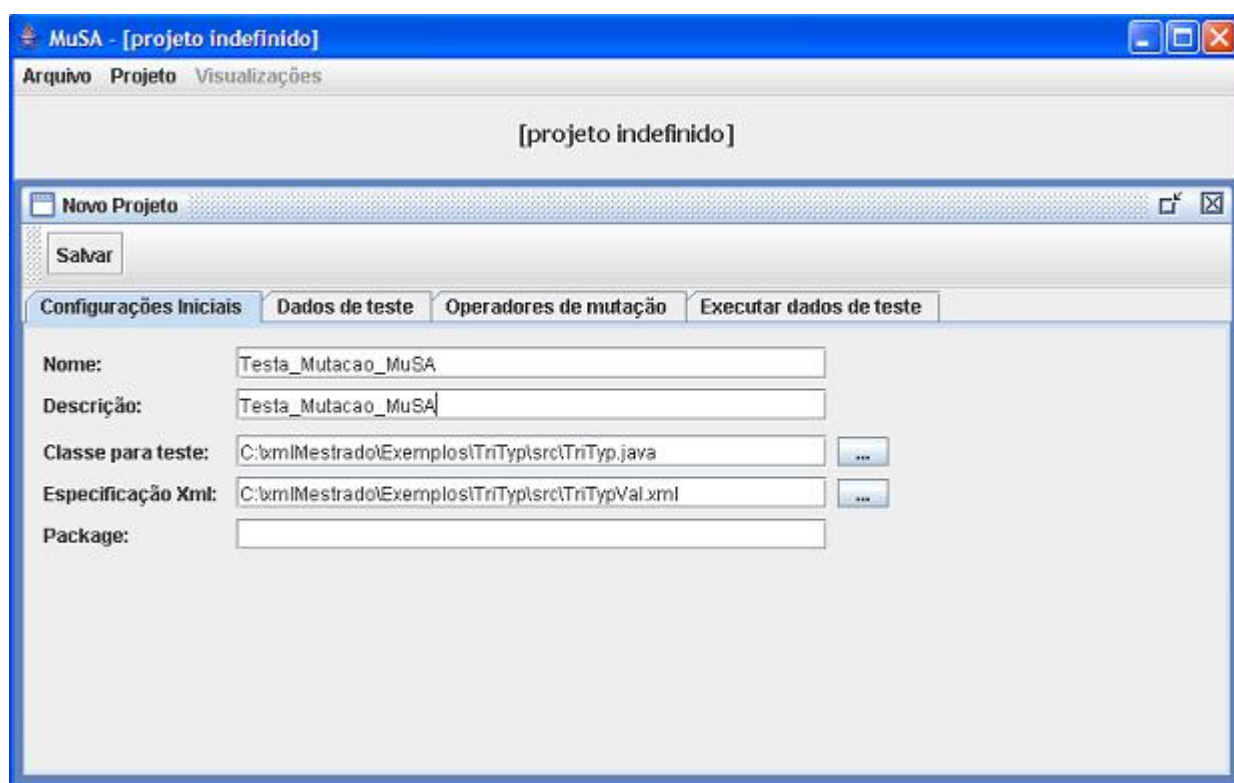 MuSA - [projeto indefinido]
Arquivo Projeto Visualizações
[projeto indefinido]
Novo Projeto
Salvar
Configurações Iniciais Dados de teste Operadores de mutação Executar dados de teste
Nome: Testa_Mutacao_MuSA
Descrição: Testa_Mutacao_MuSA
Classe para teste: C:\xmlMestrado\Exemplos\TriTyp\src\TriTyp.java ...
Especificação Xml: C:\xmlMestrado\Exemplos\TriTyp\src\TriTypVal.xml ...
Package: